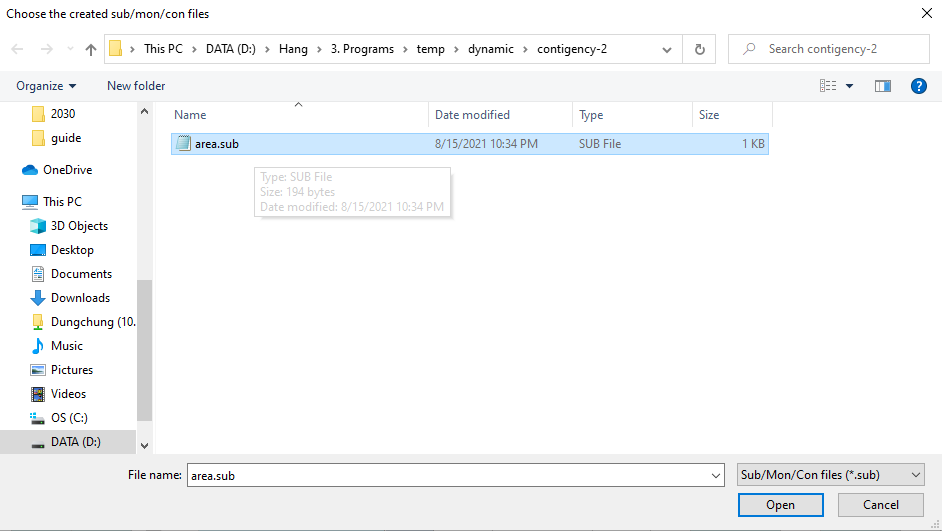 Choose the created sub/mon/con files
This PC > DATA (D:) > Hang > 3. Programs > temp > dynamic > contigency-2
Search contigency-2
Organize
New folder
?
2030
guide
OneDrive
This PC
3D Objects
Desktop
Documents
Downloads
Dungchung (10.
Music
Pictures
Videos
OS (C:)
DATA (D:)
Name Date modified Type Size
area.sub 8/15/2021 10:34 PM SUB File 1 KB
Type: SUB File
Size: 194 bytes
Date modified: 8/15/2021 10:34 PM
File name: area.sub
Sub/Mon/Con files (*.sub)
Open
Cancel